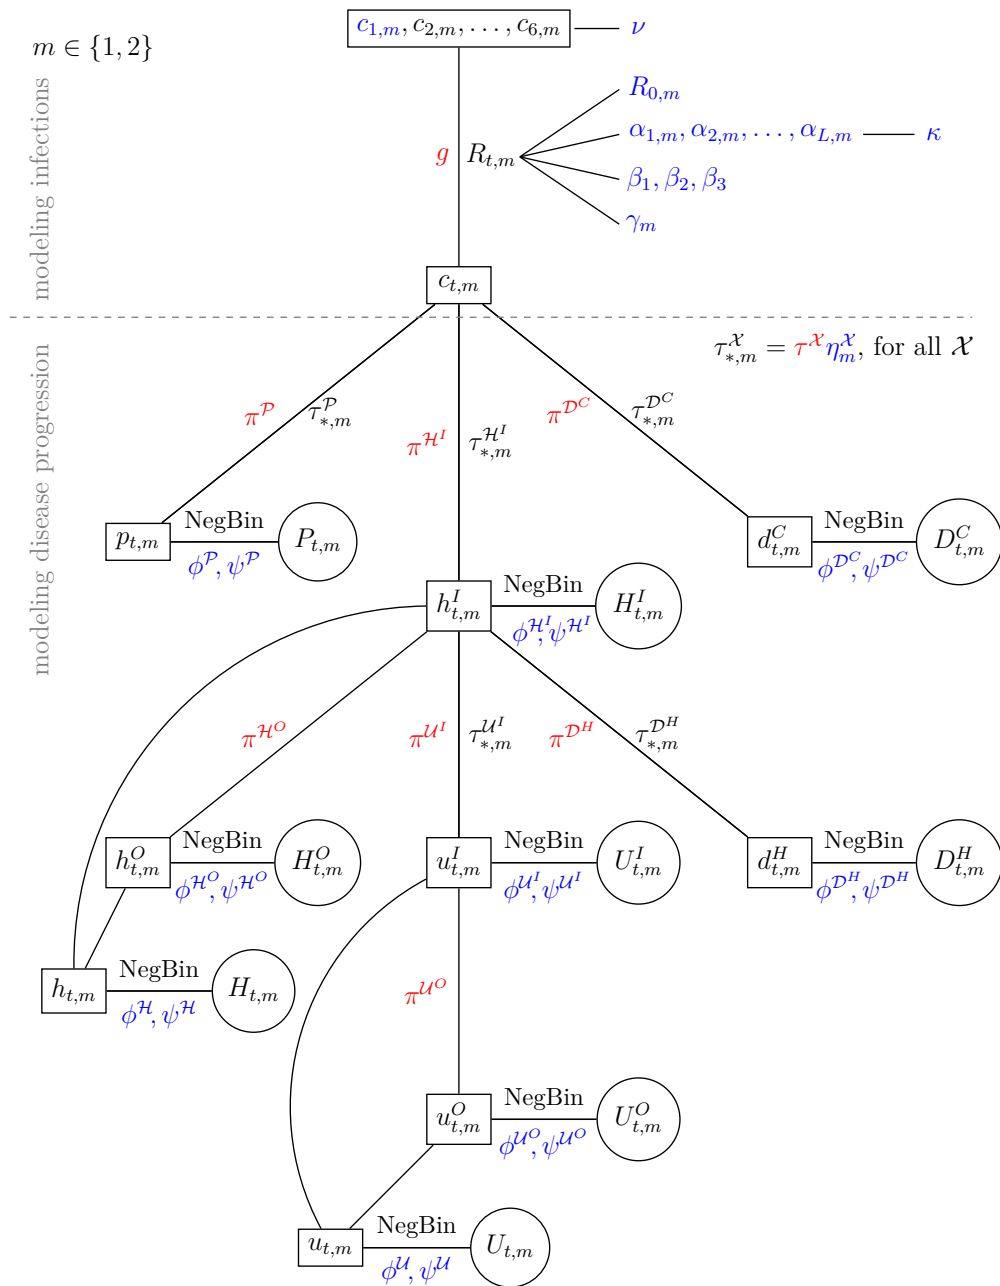 c_{1,m}, c_{2,m}, …, c_{6,m}
ν
m ∈ {1, 2}
modeling infections
R_{0,m}
α_{1,m}, α_{2,m}, …, α_{L,m}
κ
g
R_{t,m}
β_1, β_2, β_3
γ_m
c_{t,m}
τ^𝒳_{*,m} = τ^𝒳 η^𝒳_m, for all 𝒳
modeling disease progression
π^𝒫
τ^𝒫_{*,m}
π^{ℋ^I}
τ^{ℋ^I}_{*,m}
π^{𝒟^C}
τ^{𝒟^C}_{*,m}
p_{t,m}
NegBin
ϕ^𝒫, ψ^𝒫
P_{t,m}
d^C_{t,m}
NegBin
ϕ^{𝒟^C}, ψ^{𝒟^C}
D^C_{t,m}
h^I_{t,m}
NegBin
ϕ^{ℋ^I}, ψ^{ℋ^I}
H^I_{t,m}
π^{ℋ^O}
π^{𝒰^I}
τ^{𝒰^I}_{*,m}
π^{𝒟^H}
τ^{𝒟^H}_{*,m}
h^O_{t,m}
NegBin
ϕ^{ℋ^O}, ψ^{ℋ^O}
H^O_{t,m}
u^I_{t,m}
NegBin
ϕ^{𝒰^I}, ψ^{𝒰^I}
U^I_{t,m}
d^H_{t,m}
NegBin
ϕ^{𝒟^H}, ψ^{𝒟^H}
D^H_{t,m}
h_{t,m}
NegBin
ϕ^ℋ, ψ^ℋ
H_{t,m}
π^{𝒰^O}
u^O_{t,m}
NegBin
ϕ^{𝒰^O}, ψ^{𝒰^O}
U^O_{t,m}
u_{t,m}
NegBin
ϕ^𝒰, ψ^𝒰
U_{t,m}